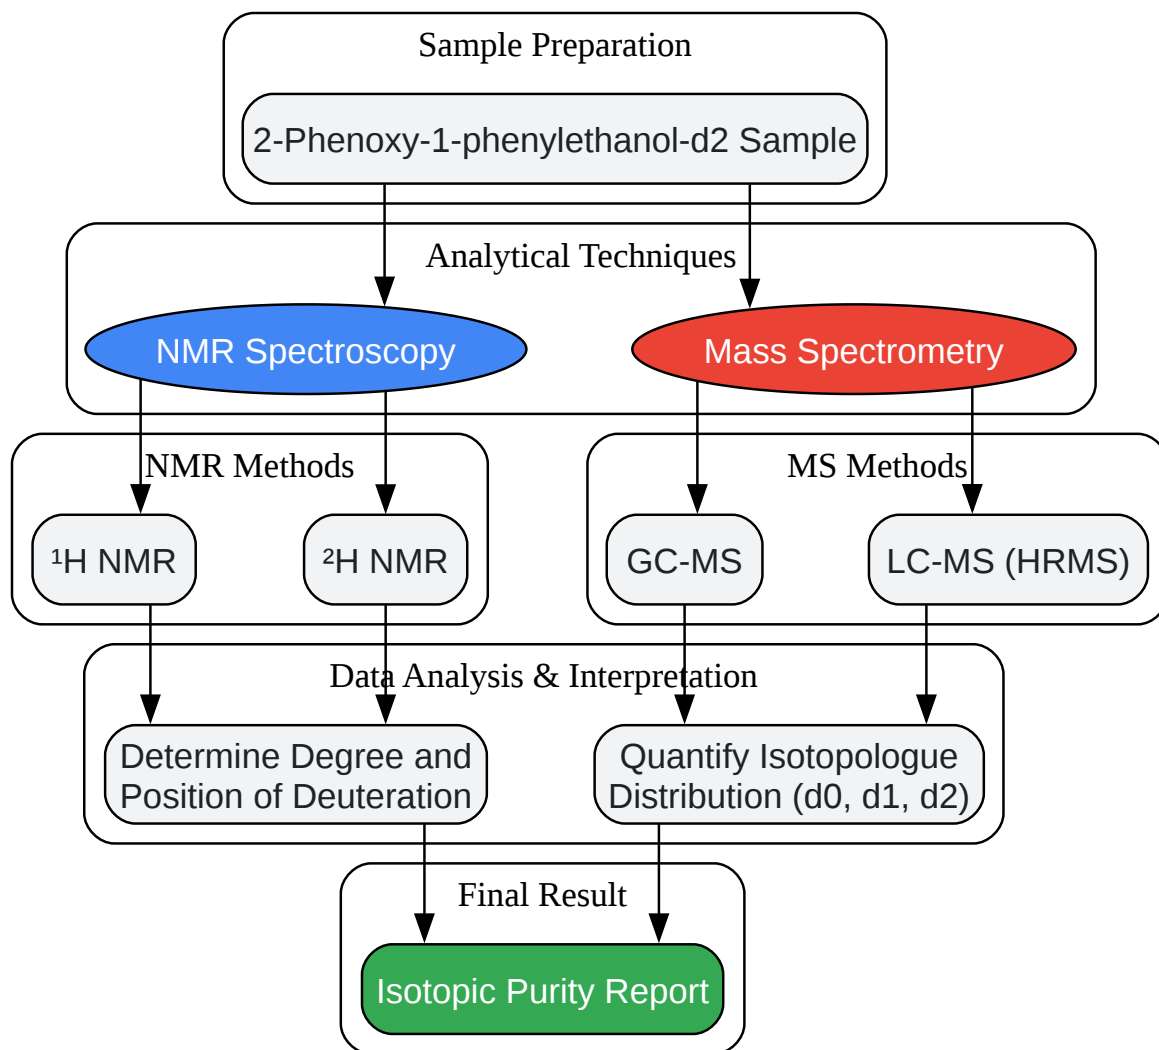 Sample Preparation
2-Phenoxy-1-phenylethanol-d2 Sample
Analytical Techniques
NMR Spectroscopy
Mass Spectrometry
NMR Methods
MS Methods
¹H NMR
²H NMR
GC-MS
LC-MS (HRMS)
Data Analysis & Interpretation
Determine Degree and
Position of Deuteration
Quantify Isotopologue
Distribution (d0, d1, d2)
Final Result
Isotopic Purity Report